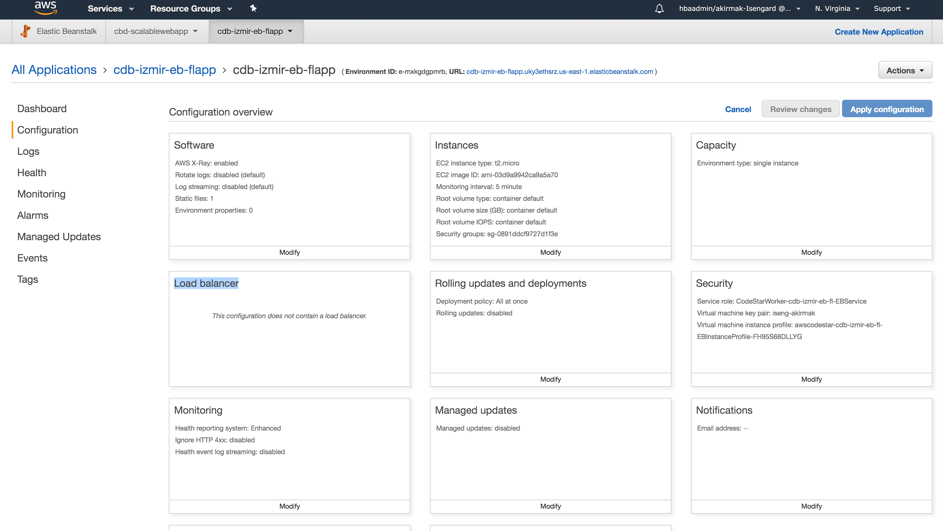 aws
Services
Resource Groups
hbaadmin/akirmak-Isengard @...
N. Virginia
Support
Elastic Beanstalk
cbd-scalablewebapp
cdb-izmir-eb-flapp
Create New Application
All Applications › cdb-izmir-eb-flapp › cdb-izmir-eb-flapp ( Environment ID: e-mxkgdgpmrb, URL: cdb-izmir-eb-flapp.uky3ethsrz.us-east-1.elasticbeanstalk.com )
Actions
Dashboard
Configuration
Logs
Health
Monitoring
Alarms
Managed Updates
Events
Tags
Configuration overview
Cancel
Review changes
Apply configuration
Software
AWS X-Ray: enabled
Rotate logs: disabled (default)
Log streaming: disabled (default)
Static files: 1
Environment properties: 0
Modify
Instances
EC2 instance type: t2.micro
EC2 image ID: ami-03d9a9942ca9a5a70
Monitoring interval: 5 minute
Root volume type: container default
Root volume size (GB): container default
Root volume IOPS: container default
Security groups: sg-0891ddcf9727d1f3e
Modify
Capacity
Environment type: single instance
Modify
Load balancer
This configuration does not contain a load balancer.
Rolling updates and deployments
Deployment policy: All at once
Rolling updates: disabled
Modify
Security
Service role: CodeStarWorker-cdb-izmir-eb-fl-EBService
Virtual machine key pair: iseng-akirmak
Virtual machine instance profile: awscodestar-cdb-izmir-eb-fl-
EBInstanceProfile-FH95S68DLLYG
Modify
Monitoring
Health reporting system: Enhanced
Ignore HTTP 4xx: disabled
Health event log streaming: disabled
Modify
Managed updates
Managed updates: disabled
Modify
Notifications
Email address: --
Modify